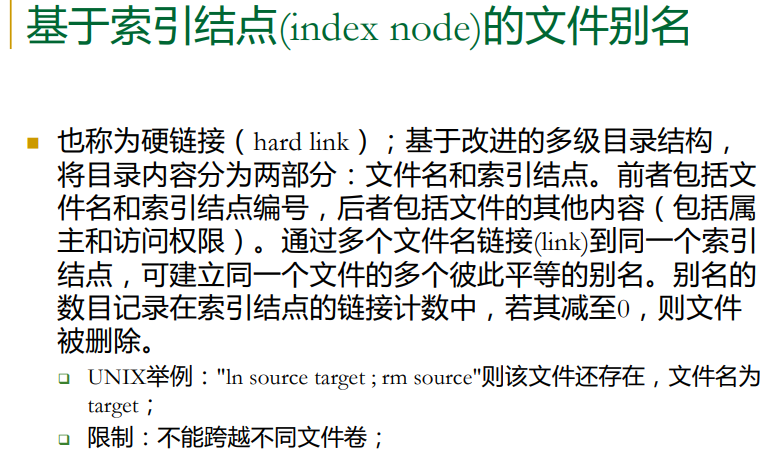 基于索引结点(index node)的文件别名
也称为硬链接（hard link）；基于改进的多级目录结构，
将目录内容分为两部分：文件名和索引结点。前者包括文
件名和索引结点编号，后者包括文件的其他内容（包括属
主和访问权限）。通过多个文件名链接(link)到同一个索引
结点，可建立同一个文件的多个彼此平等的别名。别名的
数目记录在索引结点的链接计数中，若其减至0，则文件
被删除。
UNIX举例："ln source target ; rm source"则该文件还存在，文件名为
target；
限制：不能跨越不同文件卷；